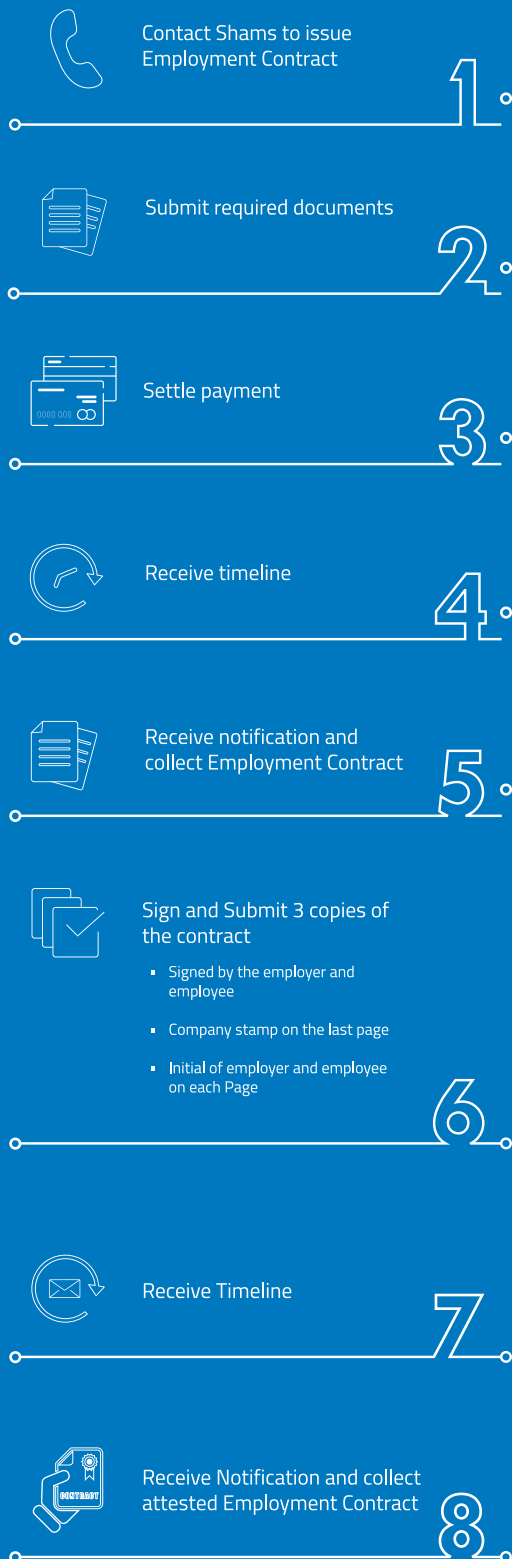 Contact Shams to issue
Employment Contract
1
Submit required documents
2
0000 000
Settle payment
3
Receive timeline
4
Receive notification and
collect Employment Contract
5
Sign and Submit 3 copies of
the contract
▪ Signed by the employer and
employee
▪ Company stamp on the last page
▪ Initial of employer and employee
on each Page
6
Receive Timeline
7
CONTRACT
Receive Notification and collect
attested Employment Contract
8